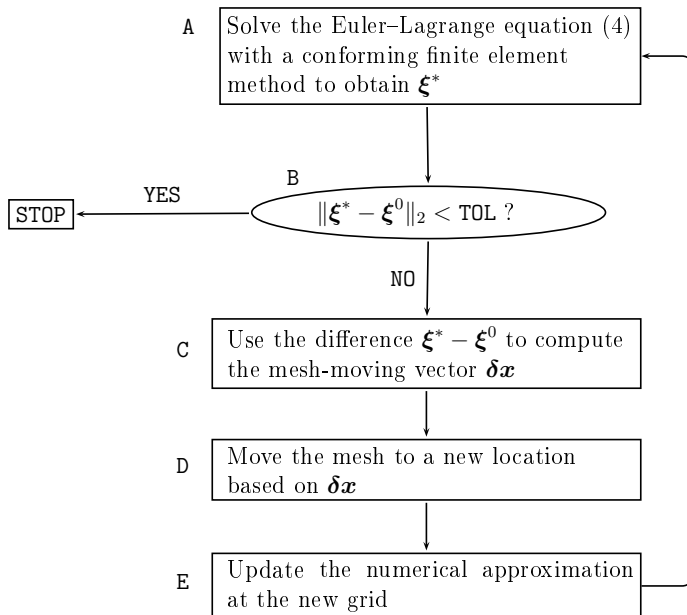 A
Solve the Euler–Lagrange equation (4)
with a conforming finite element
method to obtain ξ*
B
YES
STOP
‖ξ* − ξ⁰‖₂ < TOL ?
NO
C
Use the difference ξ* − ξ⁰ to compute
the mesh-moving vector δx
D
Move the mesh to a new location
based on δx
E
Update the numerical approximation
at the new grid